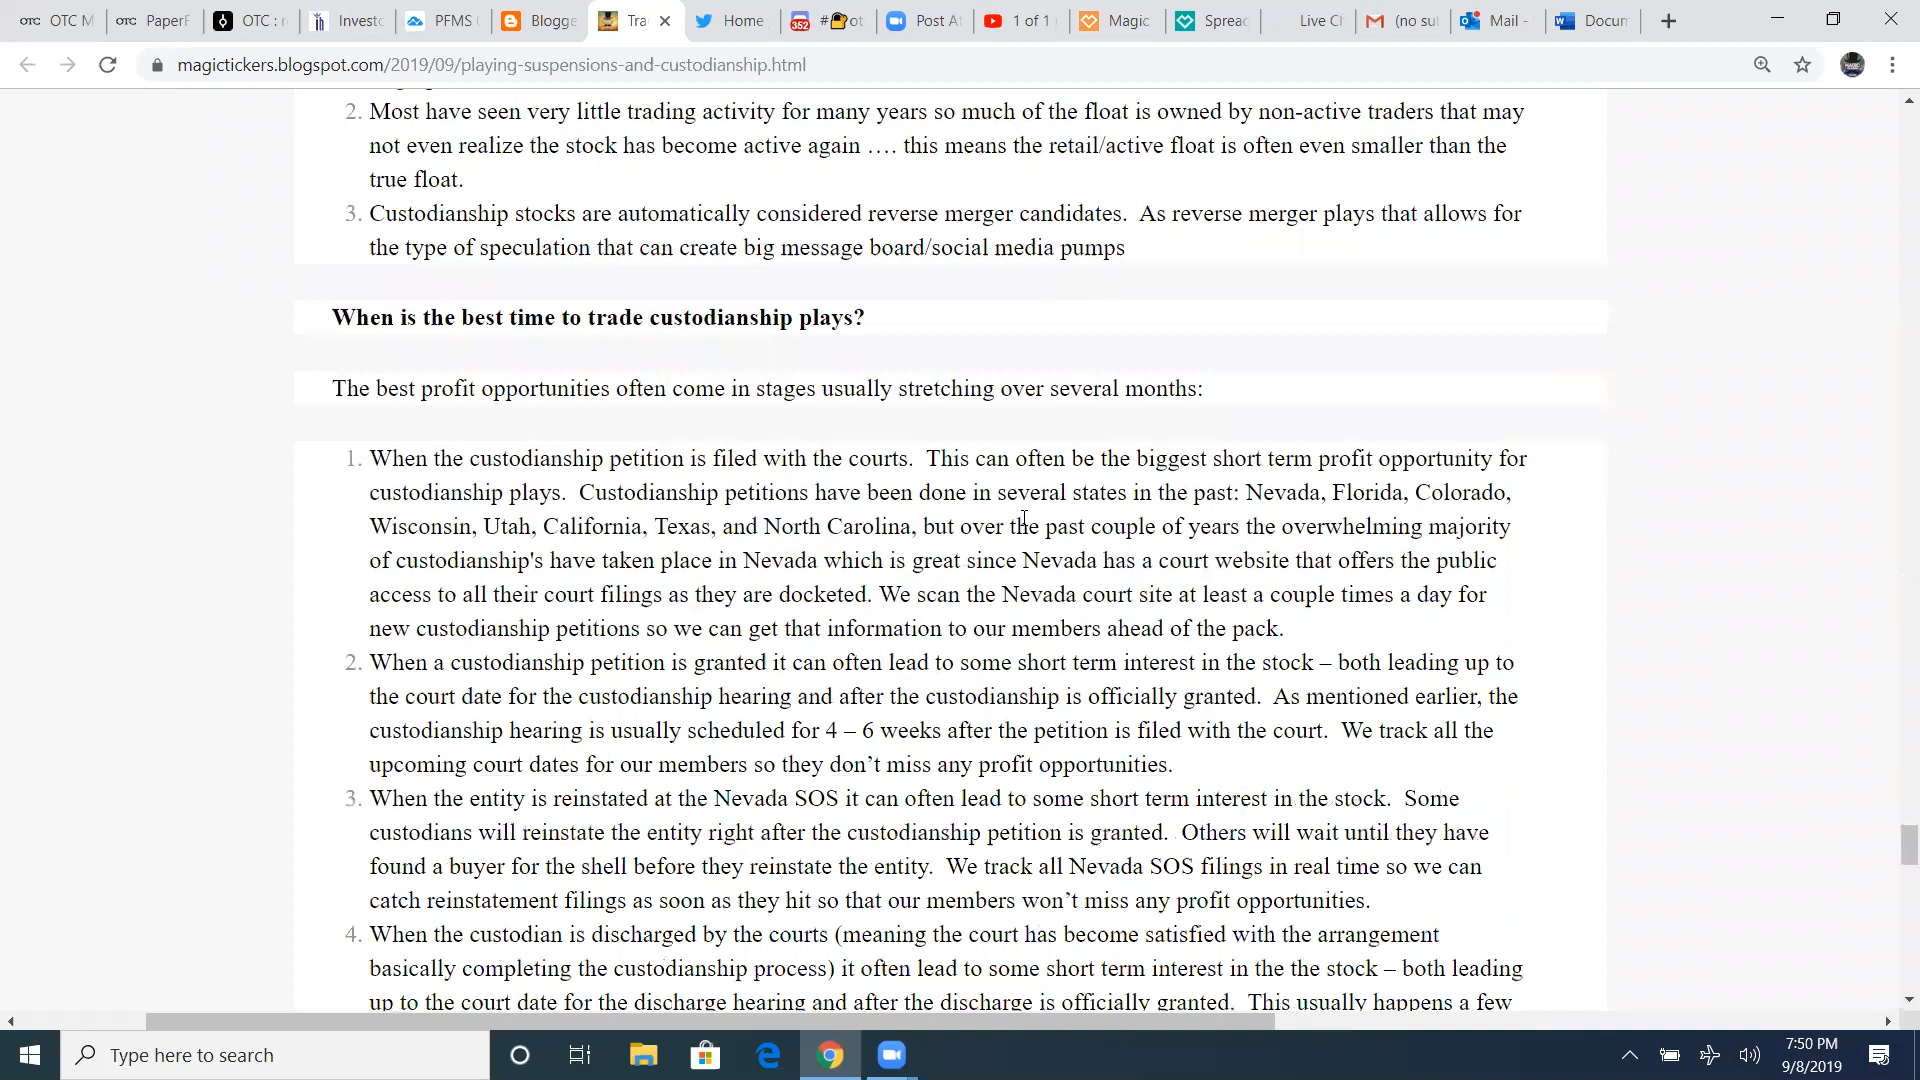 OTC M
PaperF
OTC : r
Investo
PFMS
Blogge
Tra
Home
352
#
ot
Post At
1 of 1
Magic
Spread
Live Cl
(no su
Mail -
Docum
magictickers.blogspot.com/2019/09/playing-suspensions-and-custodianship.html
2. Most have seen very little trading activity for many years so much of the float is owned by non-active traders that may
not even realize the stock has become active again …. this means the retail/active float is often even smaller than the
true float.
3. Custodianship stocks are automatically considered reverse merger candidates.  As reverse merger plays that allows for
the type of speculation that can create big message board/social media pumps
When is the best time to trade custodianship plays?
The best profit opportunities often come in stages usually stretching over several months:
1. When the custodianship petition is filed with the courts.  This can often be the biggest short term profit opportunity for
custodianship plays.  Custodianship petitions have been done in several states in the past: Nevada, Florida, Colorado,
Wisconsin, Utah, California, Texas, and North Carolina, but over the past couple of years the overwhelming majority
of custodianship's have taken place in Nevada which is great since Nevada has a court website that offers the public
access to all their court filings as they are docketed. We scan the Nevada court site at least a couple times a day for
new custodianship petitions so we can get that information to our members ahead of the pack.
2. When a custodianship petition is granted it can often lead to some short term interest in the stock – both leading up to
the court date for the custodianship hearing and after the custodianship is officially granted.  As mentioned earlier, the
custodianship hearing is usually scheduled for 4 – 6 weeks after the petition is filed with the court.  We track all the
upcoming court dates for our members so they don’t miss any profit opportunities.
3. When the entity is reinstated at the Nevada SOS it can often lead to some short term interest in the stock.  Some
custodians will reinstate the entity right after the custodianship petition is granted.  Others will wait until they have
found a buyer for the shell before they reinstate the entity.  We track all Nevada SOS filings in real time so we can
catch reinstatement filings as soon as they hit so that our members won’t miss any profit opportunities.
4. When the custodian is discharged by the courts (meaning the court has become satisfied with the arrangement
basically completing the custodianship process) it often lead to some short term interest in the the stock – both leading
up to the court date for the discharge hearing and after the discharge is officially granted.  This usually happens a few
Type here to search
7:50 PM
9/8/2019